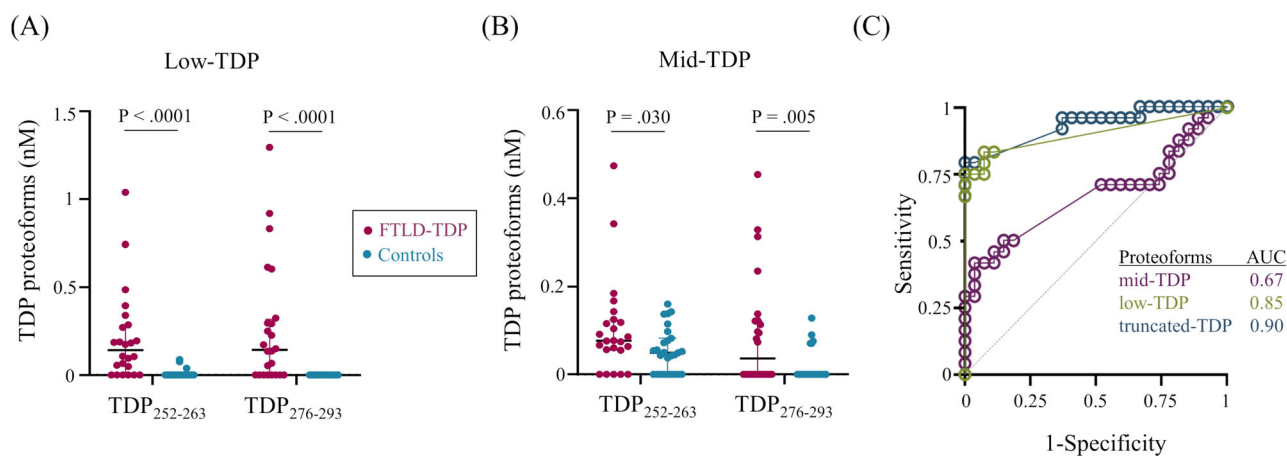 (A)
Low-TDP
TDP proteoforms (nM)
1.5
1
0.5
0
P < .0001
P < .0001
TDP252-263
TDP276-293
FTLD-TDP
Controls
(B)
Mid-TDP
TDP proteoforms (nM)
0.6
0.4
0.2
0.0
P = .030
P = .005
TDP252-263
TDP276-293
(C)
Sensitivity
1
0.75
0.5
0.25
0
0
0.25
0.5
0.75
1
1-Specificity
Proteoforms AUC
mid-TDP 0.67
low-TDP 0.85
truncated-TDP 0.90